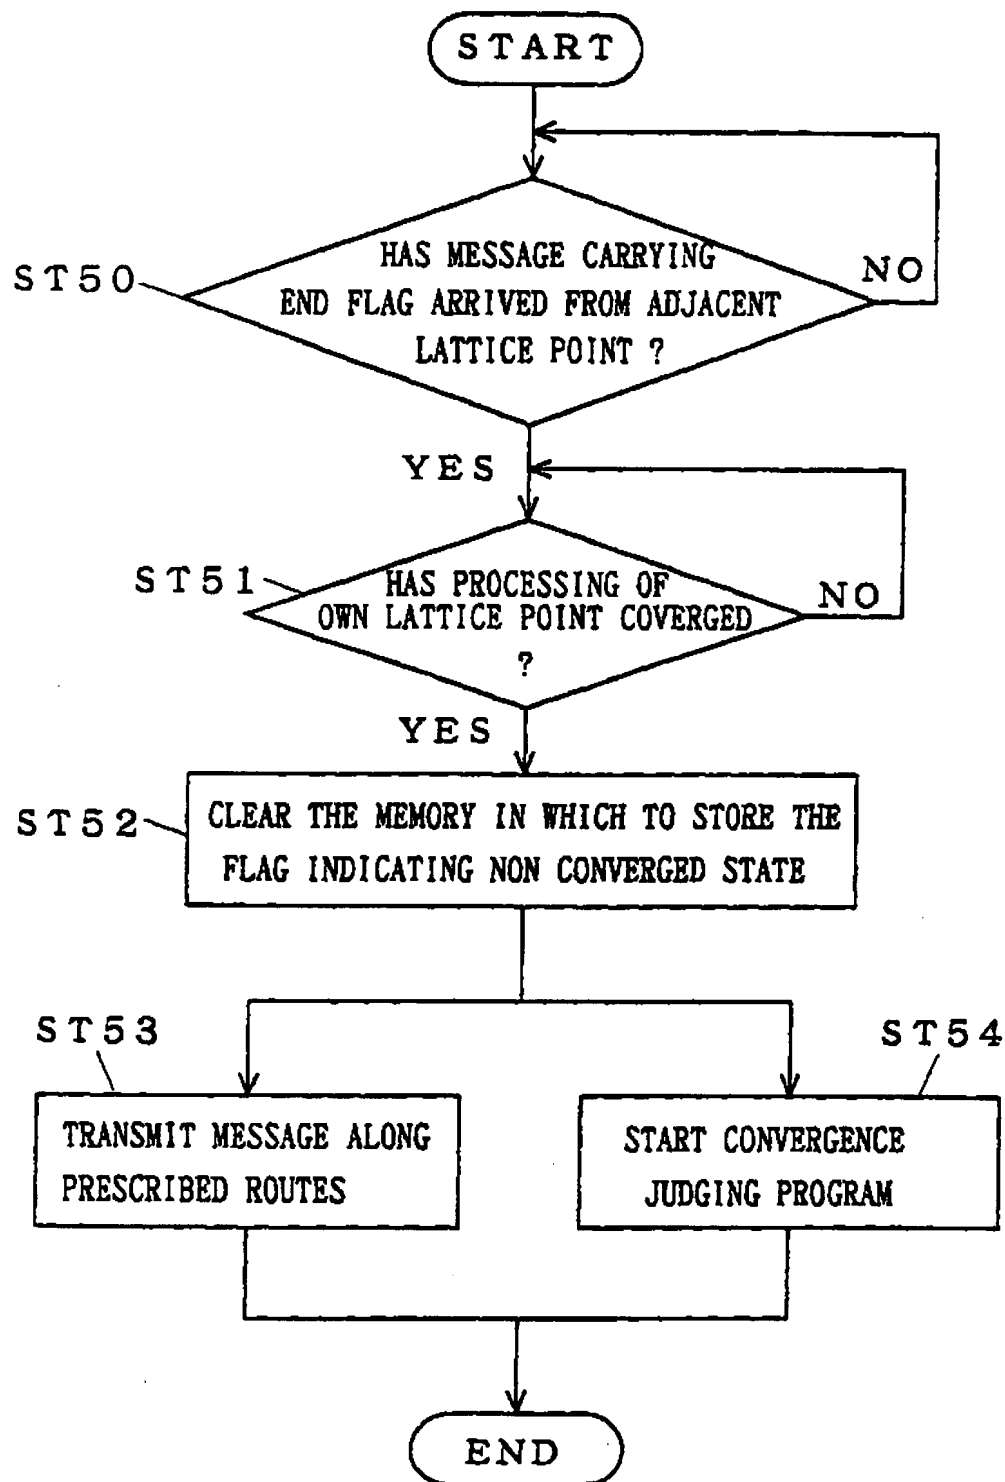 START
HAS MESSAGE CARRYING
NO
ST50
END FLAG ARRIVED FROM ADJACENT
LATTICE POINT ?
YES
ST51
HAS PROCESSING OF
NO
OWN LATTICE POINT COVERGED
?
YES
ST52
CLEAR THE MEMORY IN WHICH TO STORE THE
FLAG INDICATING NON CONVERGED STATE
ST53
ST54
TRANSMIT MESSAGE ALONG
PRESCRIBED ROUTES
START CONVERGENCE
JUDGING PROGRAM
END